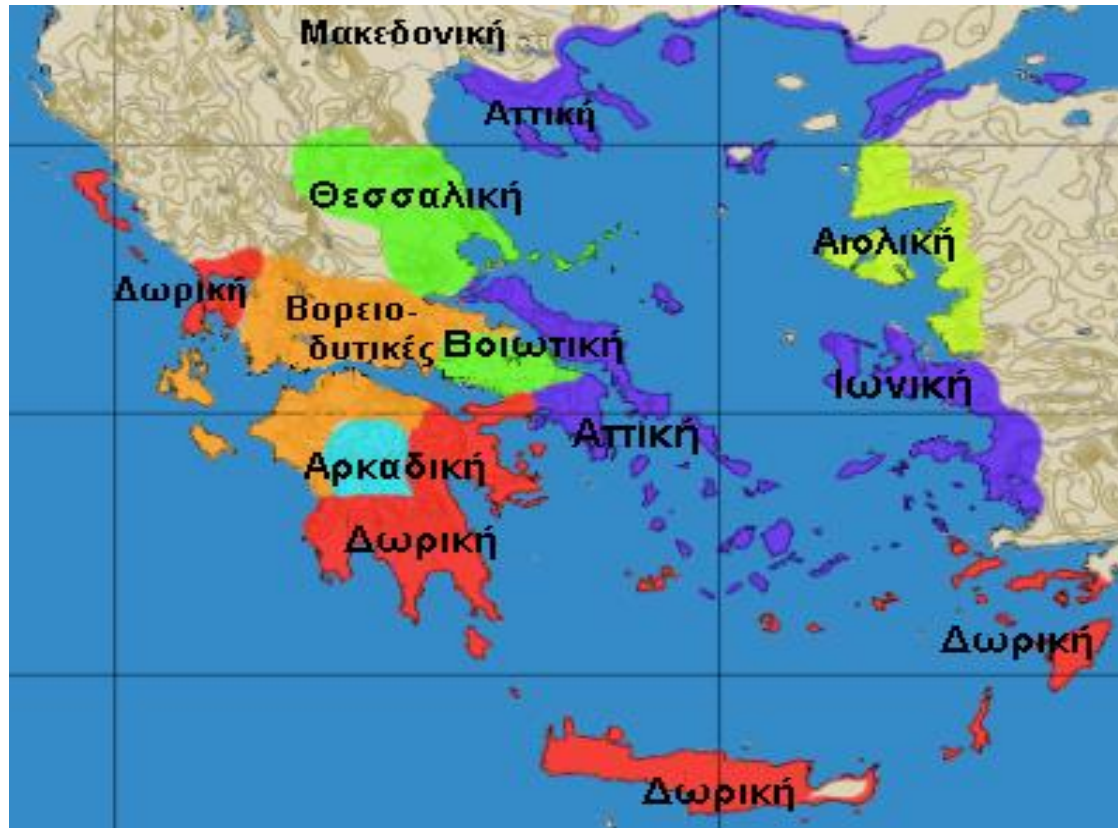 Μακεδονική
Αττική
Θεσσαλική
Αιολική
Δωρική
Βορειο-
δυτικές
Βοιωτική
Ιωνική
Αττική
Αρκαδική
Δωρική
Δωρική
Δωρική